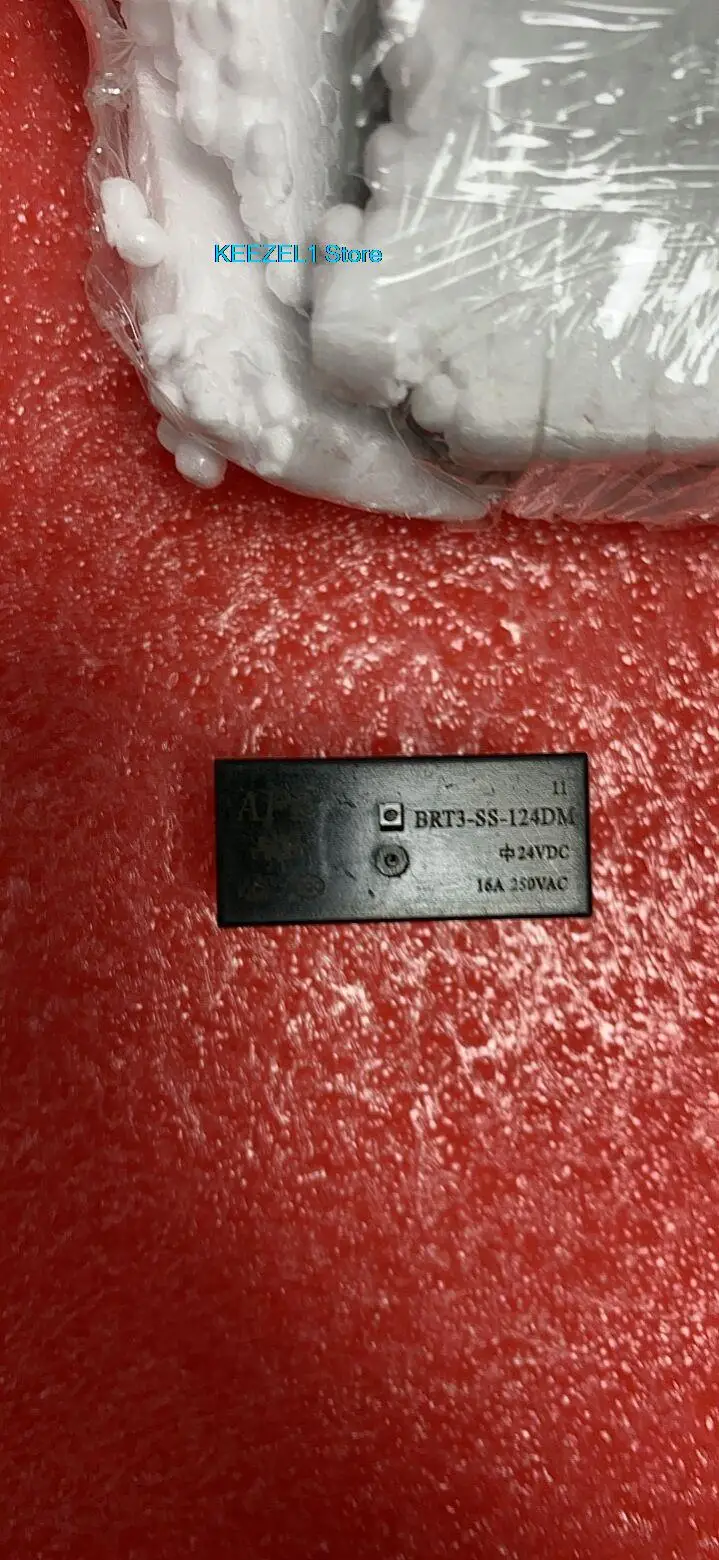 KEEZEL1 Store
11
BRT3-SS-124DM
中24VDC
16A 250VAC